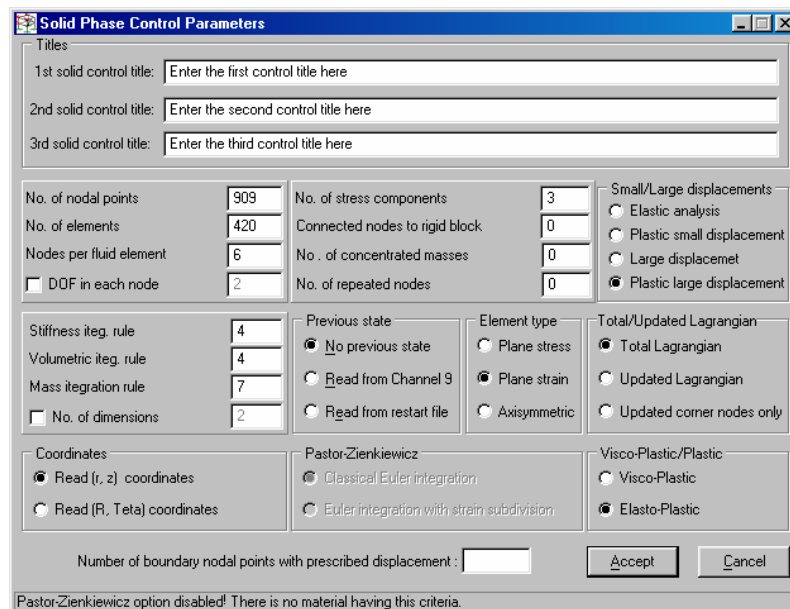 Solid Phase Control Parameters
Titles
1st solid control title: Enter the first control title here
2nd solid control title: Enter the second control title here
3rd solid control title: Enter the third control title here
No. of nodal points 909
No. of elements 420
Nodes per fluid element 6
DOF in each node 2
No. of stress components 3
Connected nodes to rigid block 0
No . of concentrated masses 0
No. of repeated nodes 0
Small/Large displacements
Elastic analysis
Plastic small displacement
Large displacemet
Plastic large displacement
Stiffness iteg. rule 4
Volumetric iteg. rule 4
Mass itegration rule 7
No. of dimensions 2
Previous state
No previous state
Read from Channel 9
Read from restart file
Element type
Plane stress
Plane strain
Axisymmetric
Total/Updated Lagrangian
Total Lagrangian
Updated Lagrangian
Updated corner nodes only
Coordinates
Read (r, z) coordinates
Read (R, Teta) coordinates
Pastor-Zienkiewicz
Classical Euler integration
Euler integration with strain subdivision
Visco-Plastic/Plastic
Visco-Plastic
Elasto-Plastic
Number of boundary nodal points with prescribed displacement :
Accept
Cancel
Pastor-Zienkiewicz option disabled! There is no material having this criteria.